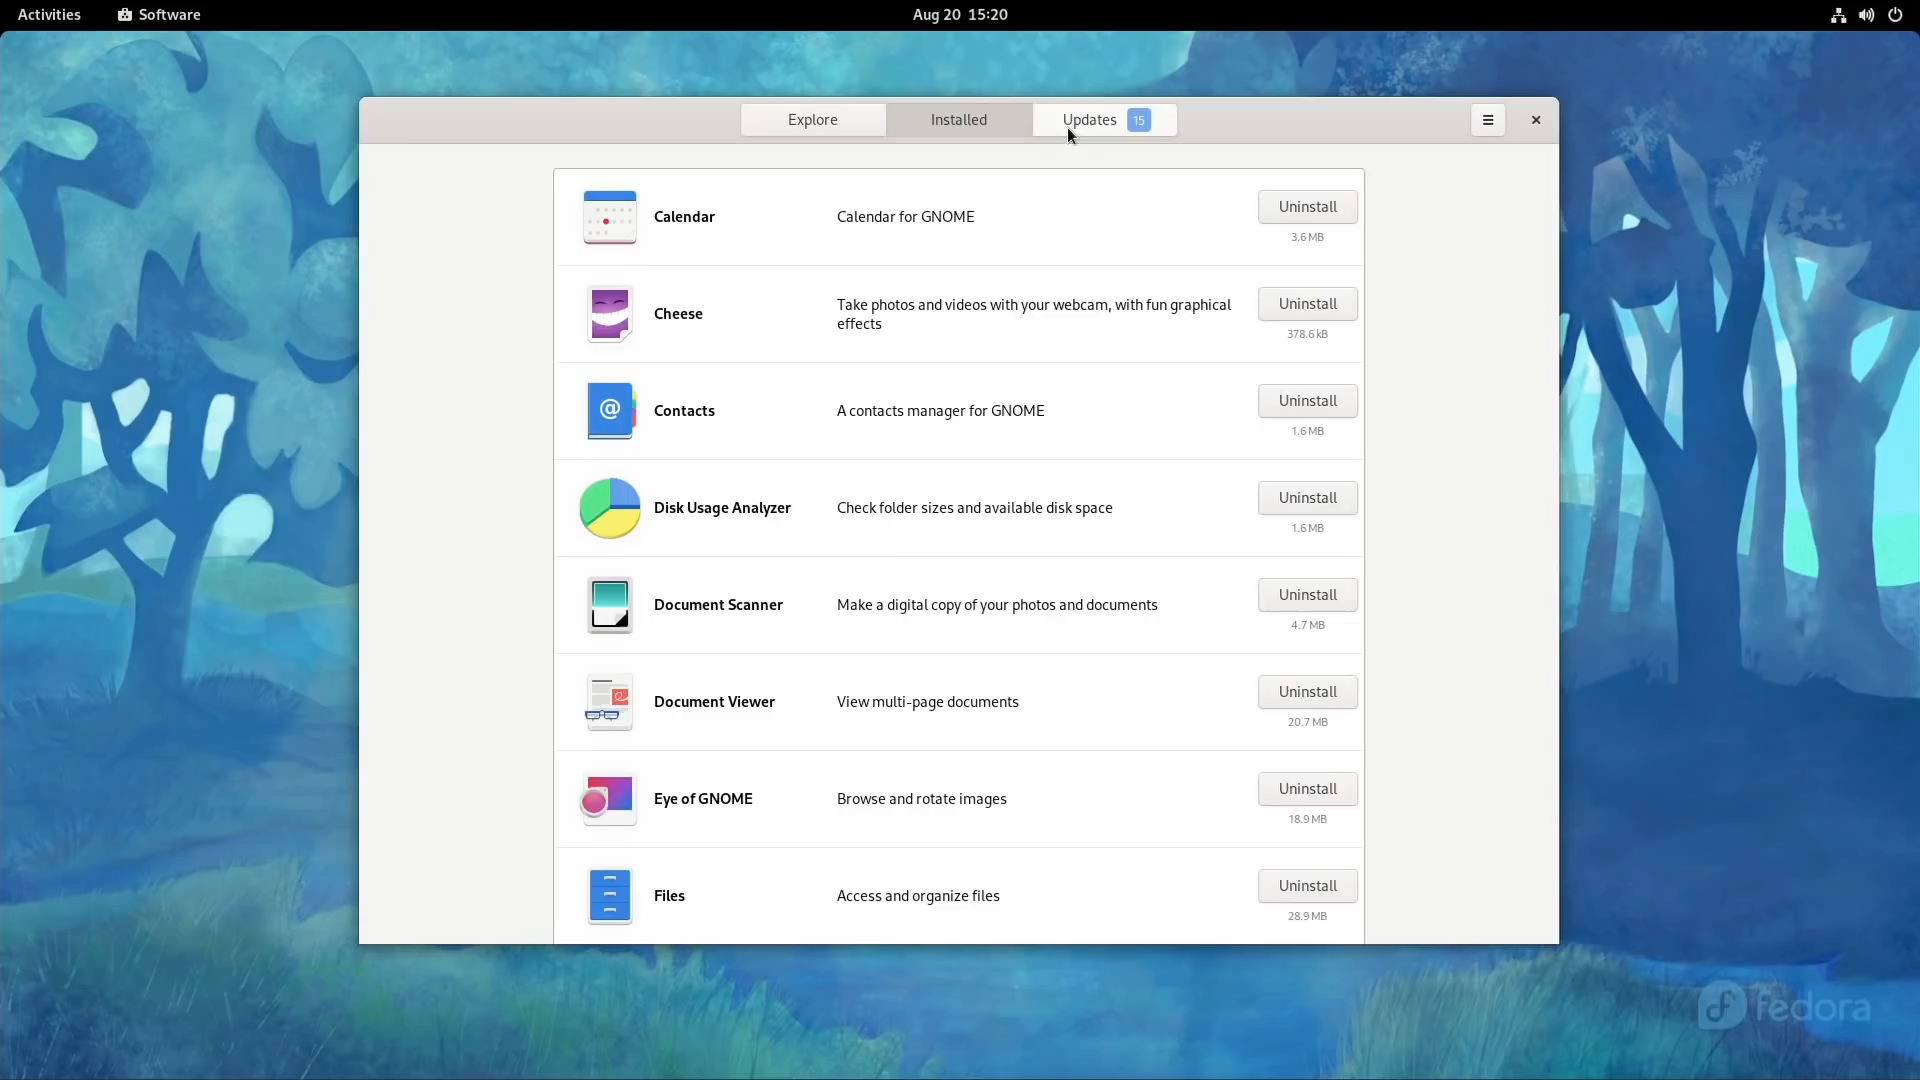 Activities
Software
Aug 20 15:20
Explore
Installed
Updates 15
Calendar
Calendar for GNOME
Uninstall
3.6 MB
Cheese
Take photos and videos with your webcam, with fun graphical
effects
Uninstall
378.6 kB
Contacts
A contacts manager for GNOME
Uninstall
1.6 MB
Disk Usage Analyzer
Check folder sizes and available disk space
Uninstall
1.6 MB
Document Scanner
Make a digital copy of your photos and documents
Uninstall
4.7 MB
Document Viewer
View multi-page documents
Uninstall
20.7 MB
Eye of GNOME
Browse and rotate images
Uninstall
18.9 MB
Files
Access and organize files
Uninstall
28.9 MB
fedora